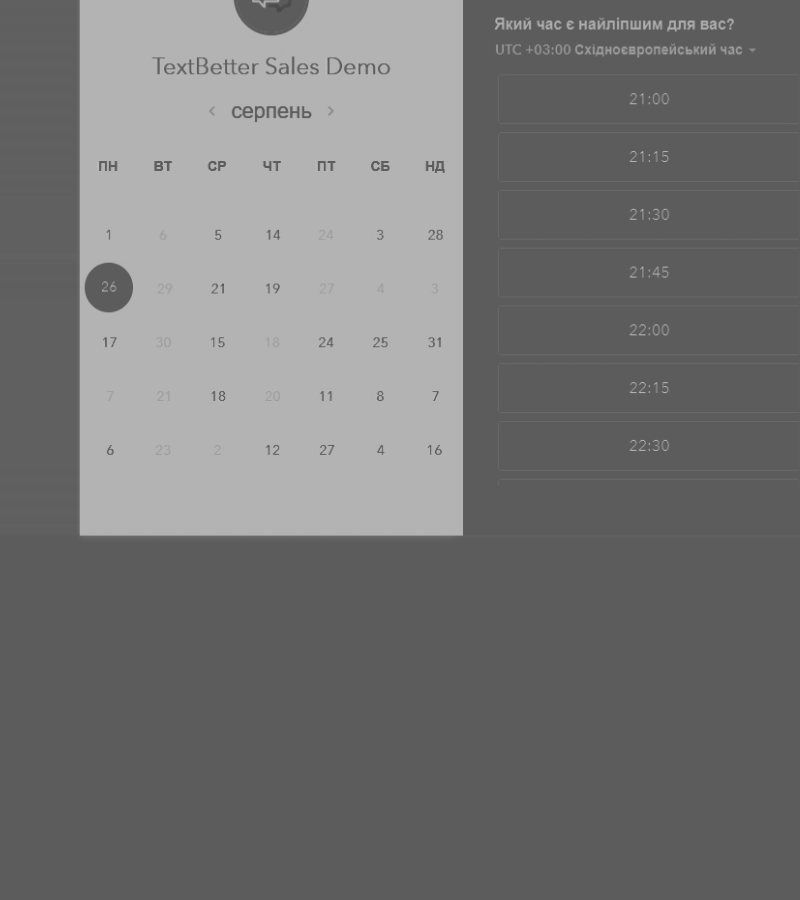 TextBetter Sales Demo
серпень
ПН ВТ СР ЧТ ПТ СБ НД
1 6 5 14 24 3 28
26 29 21 19 27 4 3
17 30 15 18 24 25 31
7 21 18 20 11 8 7
6 23 2 12 27 4 16
Який час є найліпшим для вас?
UTC +03:00 Східноєвропейський час
21:00
21:15
21:30
21:45
22:00
22:15
22:30